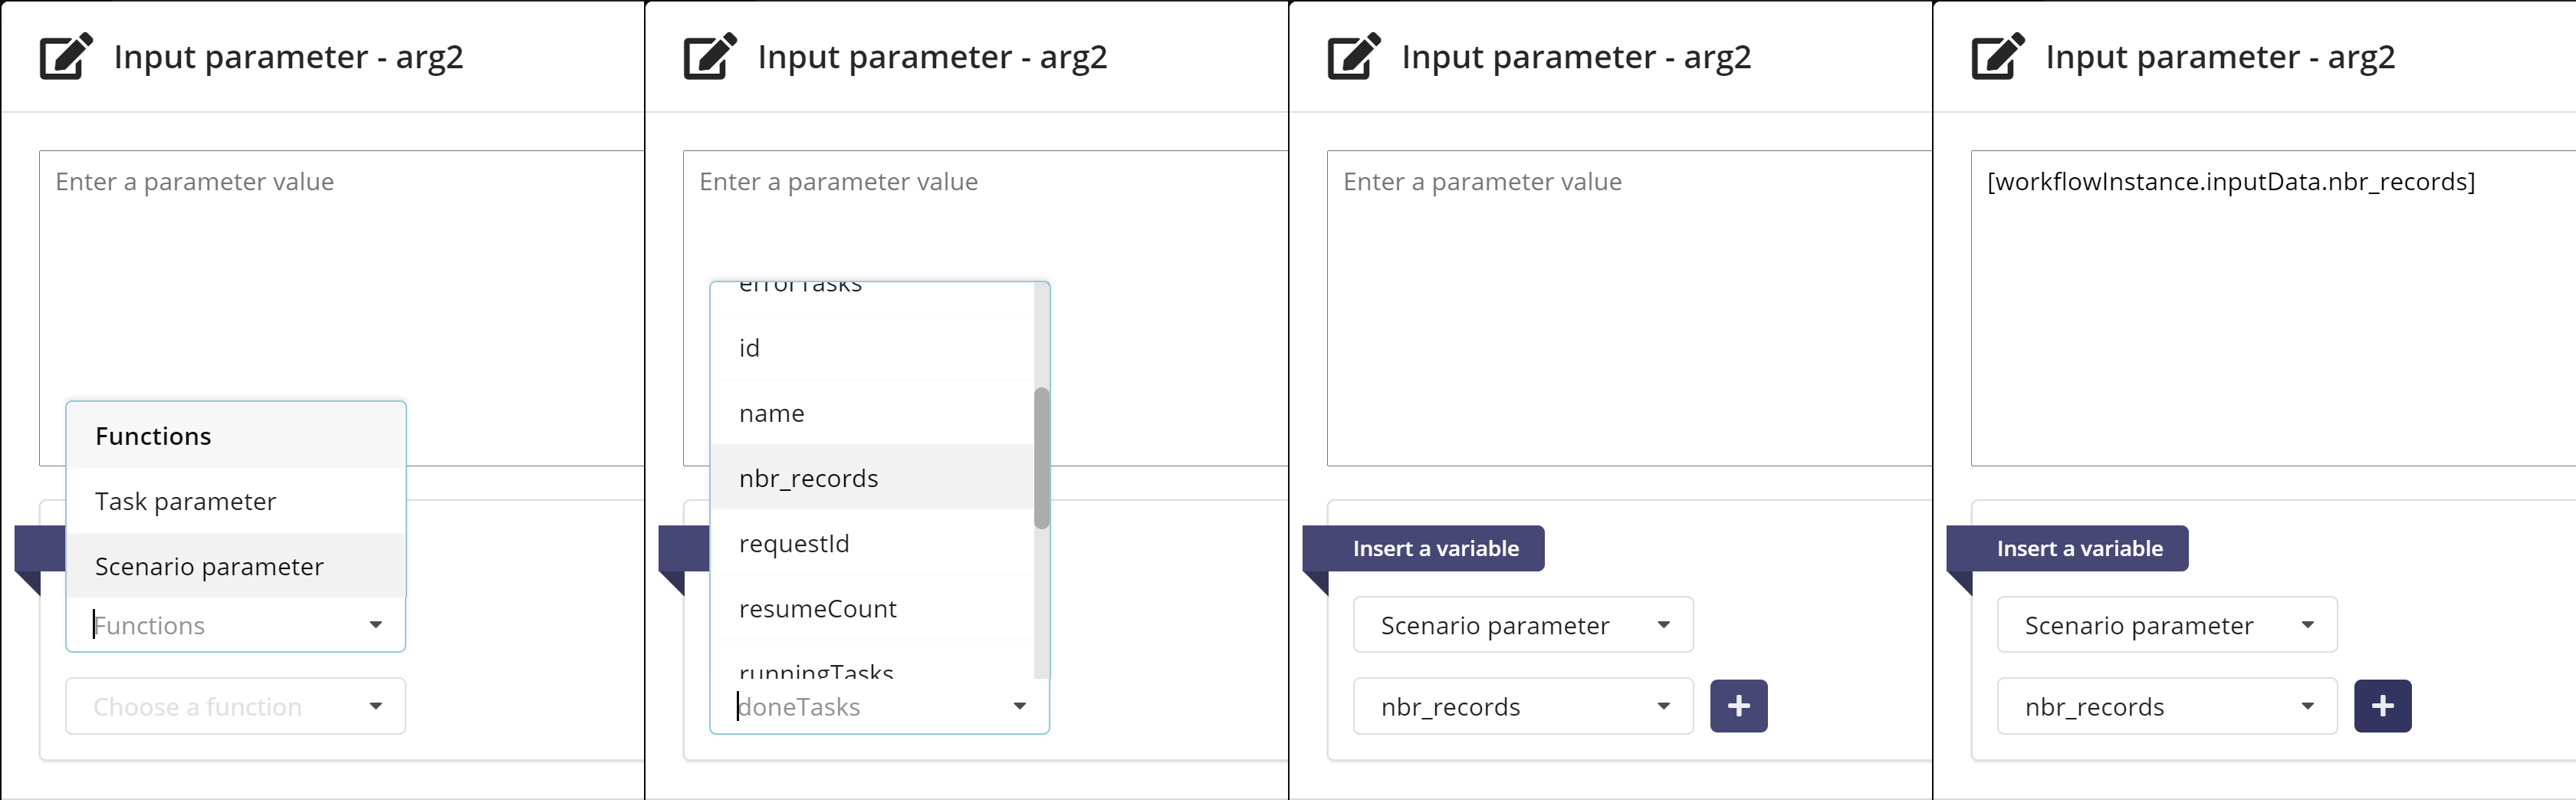 Input parameter - arg2
Enter a parameter value
Functions
Task parameter
Scenario parameter
Functions
Choose a function
Input parameter - arg2
Enter a parameter value
errorTasks
id
name
nbr_records
requestId
resumeCount
runningTasks
doneTasks
Input parameter - arg2
Enter a parameter value
Insert a variable
Scenario parameter
nbr_records
+
Input parameter - arg2
[workflowInstance.inputData.nbr_records]
Insert a variable
Scenario parameter
nbr_records
+